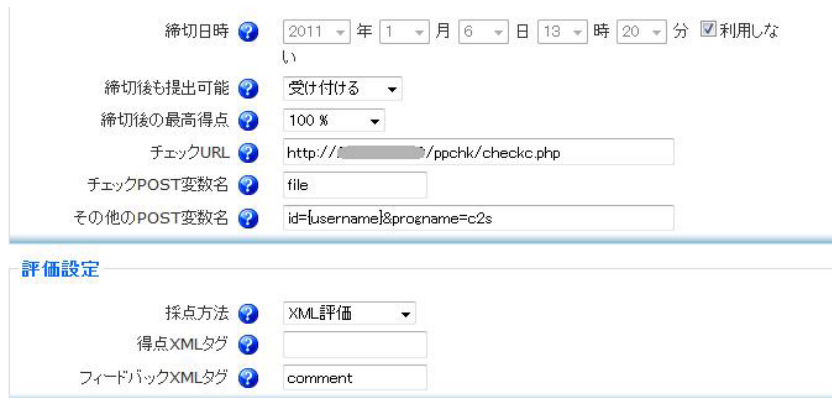 締切日時 2011 年 1 月 6 日 13 時 20 分 利用しな
い
締切後も提出可能 受け付ける
締切後の最高得点 100 %
チェックURL http:// /ppchk/checkc.php
チェックPOST変数名 file
その他のPOST変数名 id={username}&progname=c2s
評価設定
採点方法 XML評価
得点XMLタグ
フィードバックXMLタグ comment